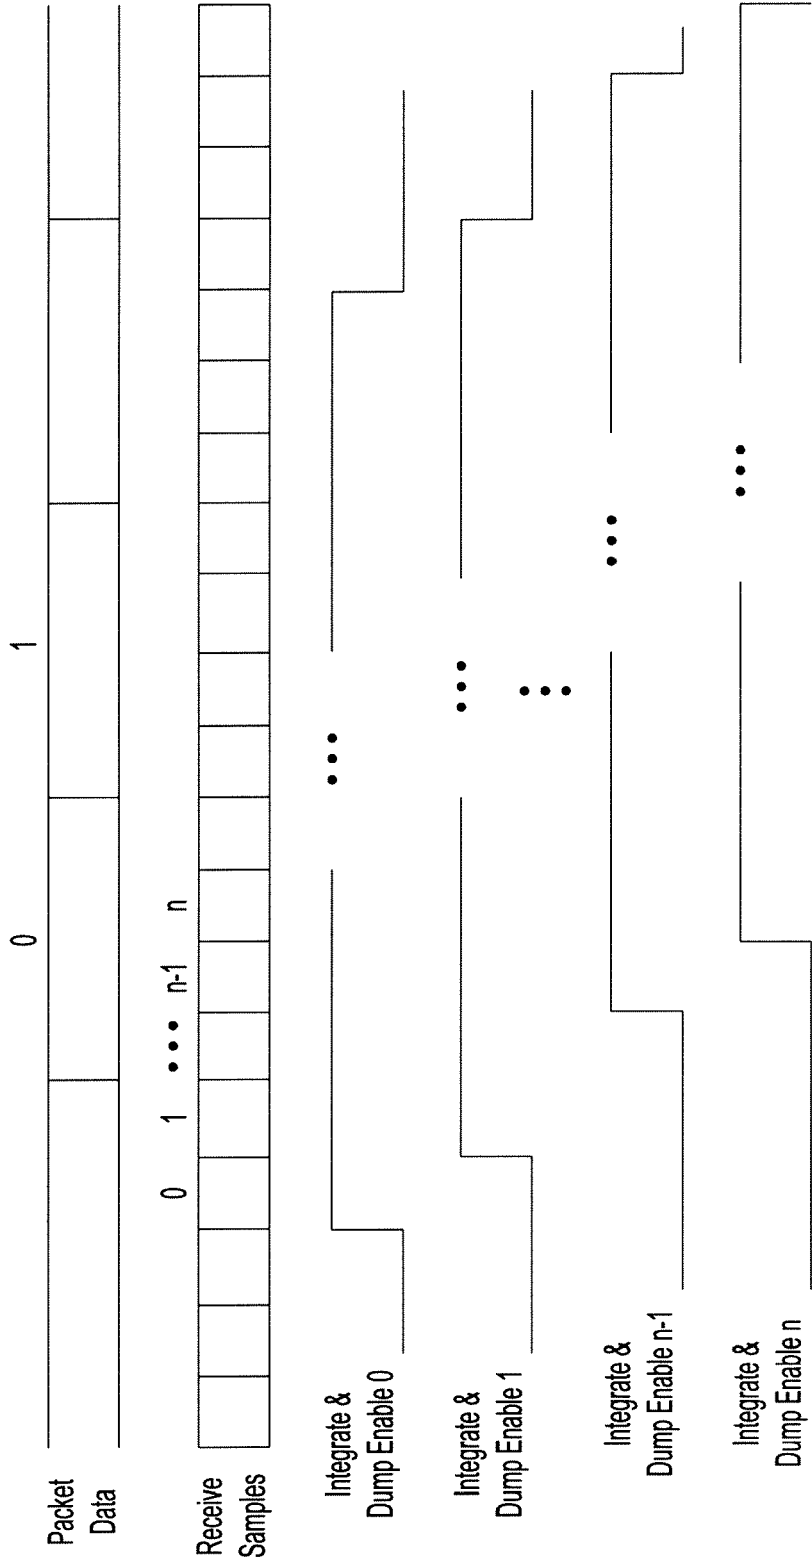 0 1
Packet
Data
0 1 ••• n-1 n
Receive
Samples
Integrate &
Dump Enable 0
•••
Integrate &
Dump Enable 1
•••
•••
Integrate &
Dump Enable n-1
•••
Integrate &
Dump Enable n
•••